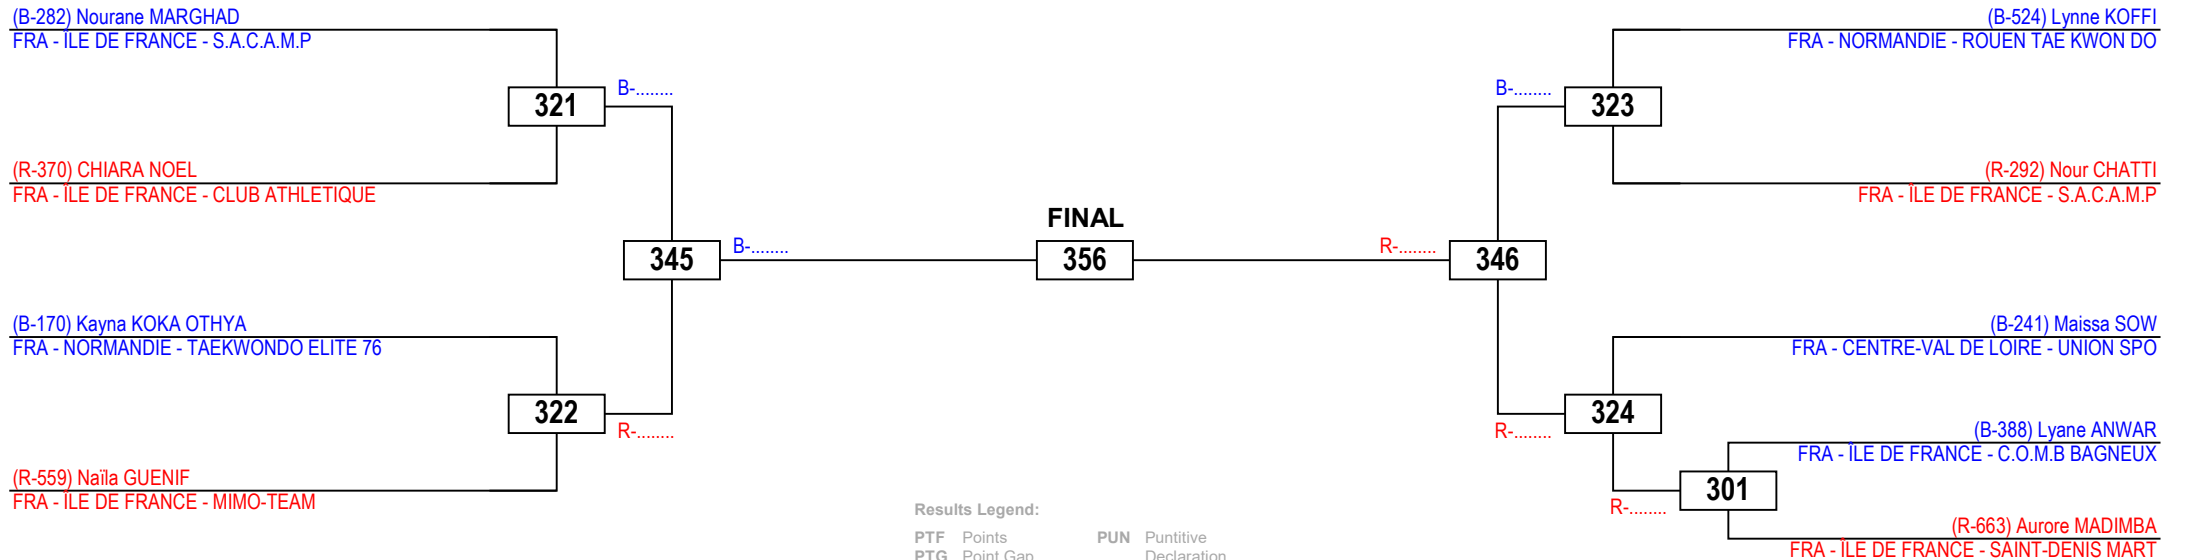 (B-282) Nourane MARGHAD
FRA - ÎLE DE FRANCE - S.A.C.A.M.P
321
B-........
(R-370) CHIARA NOEL
FRA - ÎLE DE FRANCE - CLUB ATHLETIQUE
345
B-........
(B-170) Kayna KOKA OTHYA
FRA - NORMANDIE - TAEKWONDO ELITE 76
322
R-........
(R-559) Naïla GUENIF
FRA - ÎLE DE FRANCE - MIMO-TEAM
FINAL
356
(B-524) Lynne KOFFI
FRA - NORMANDIE - ROUEN TAE KWON DO
B-........
323
(R-292) Nour CHATTI
FRA - ÎLE DE FRANCE - S.A.C.A.M.P
R-........
346
(B-241) Maissa SOW
FRA - CENTRE-VAL DE LOIRE - UNION SPO
324
R-........
(B-388) Lyane ANWAR
FRA - ÎLE DE FRANCE - C.O.M.B BAGNEUX
301
R-........
(R-663) Aurore MADIMBA
FRA - ÎLE DE FRANCE - SAINT-DENIS MART
Results Legend:
PTF Points PUN Puntitive
PTG Point Gap Declaration